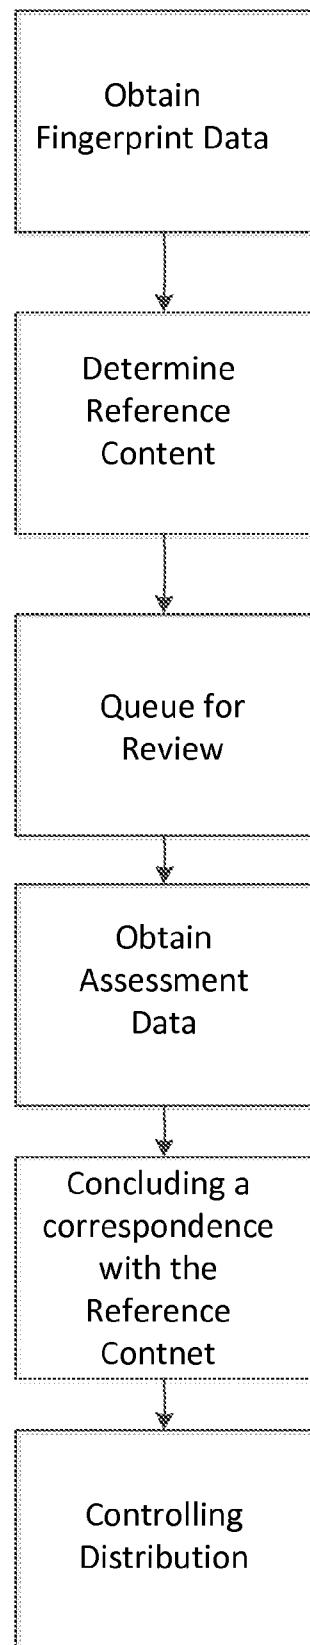 Obtain
Fingerprint Data
Determine
Reference
Content
Queue for
Review
Obtain
Assessment
Data
Concluding a
correspondence
with the
Reference
Contnet
Controlling
Distribution